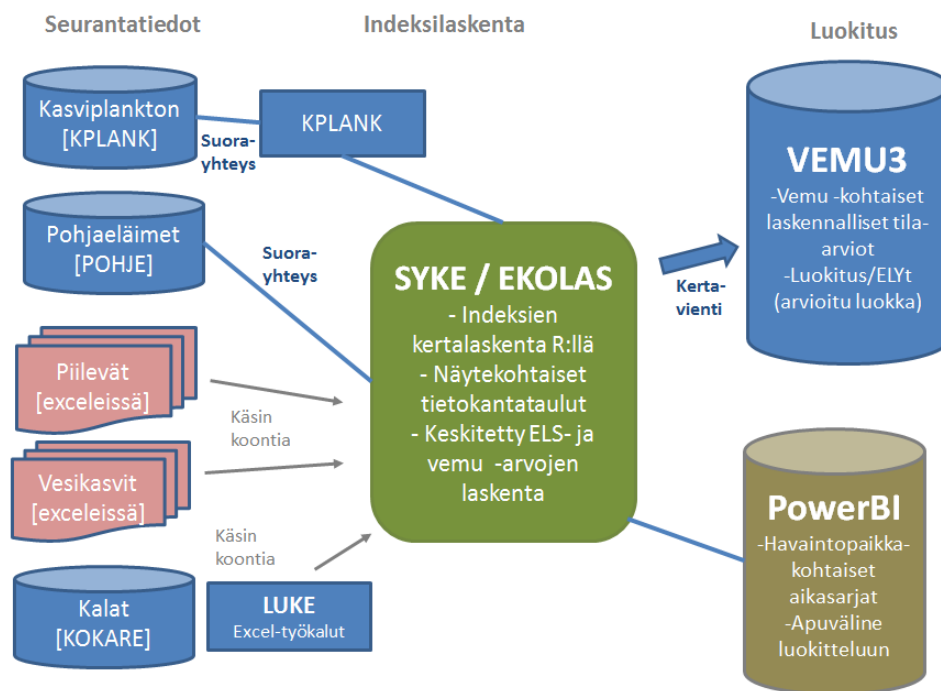 Seurantatiedot
Indeksilaskenta
Luokitus
Kasviplankton
[KPLANK]
Suora-
yhteys
KPLANK
Pohjaeläimet
[POHJE]
Suora-
yhteys
Piilevät
[exceleissä]
Käsin
koontia
Vesikasvit
[exceleissä]
Käsin
koontia
Kalat
[KOKARE]
LUKE
Excel-työkalut
SYKE / EKOLAS
- Indeksien
kertalaskenta R:llä
- Näytekohtaiset
tietokantataulut
- Keskitetty ELS- ja
vemu -arvojen
laskenta
Kerta-
vienti
VEMU3
-Vemu -kohtaiset
laskennalliset tila-
arviot
-Luokitus/ELYt
(arvioitu luokka)
PowerBI
-Havaintopaikka-
kohtaiset
aikasarjat
-Apuväline
luokitteluun